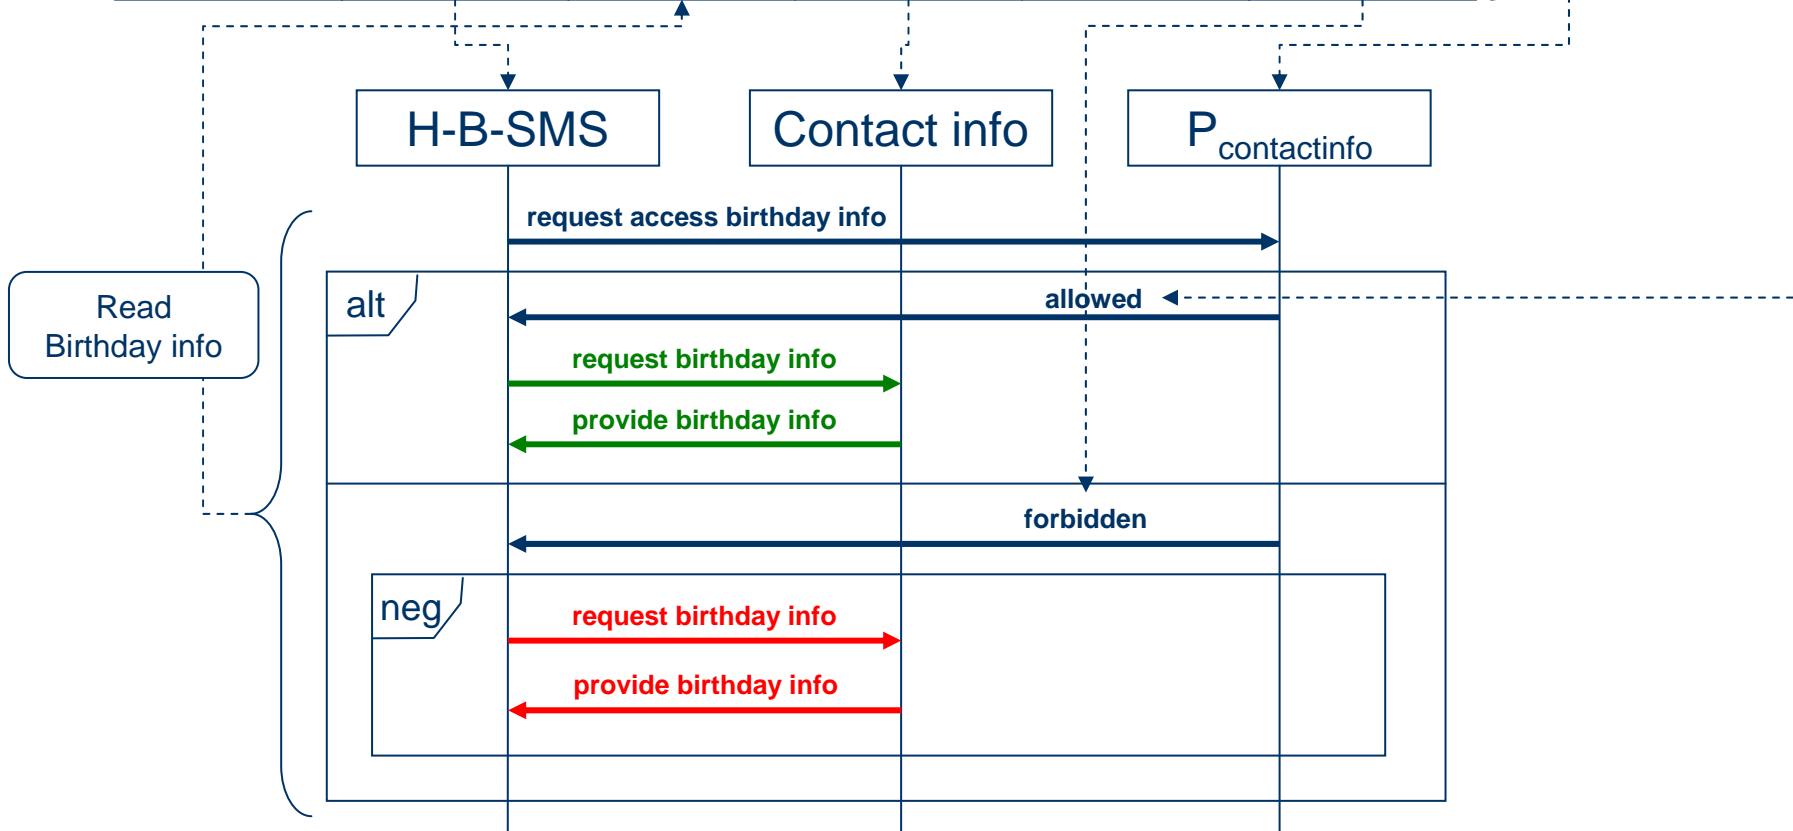 H-B-SMS
Contact info
Pcontactinfo
request access birthday info
Read
Birthday info
alt
allowed
request birthday info
provide birthday info
forbidden
neg
request birthday info
provide birthday info